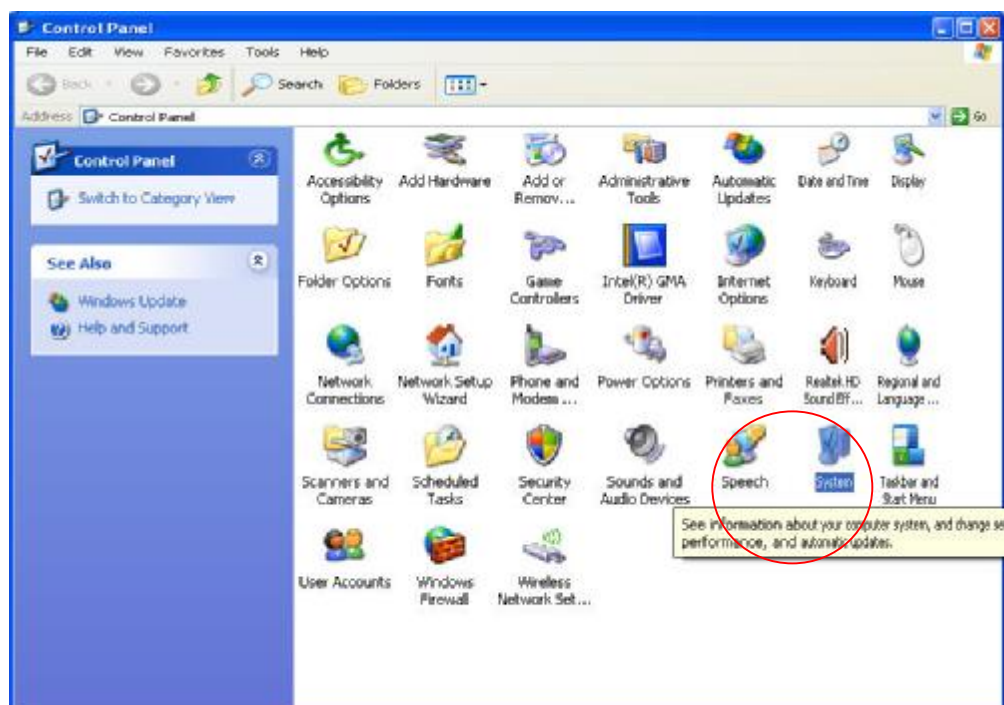 Control Panel
File Edit View Favorites Tools Help
Back Search Folders
Address Control Panel Go
Control Panel
Switch to Category View
See Also
Windows Update
Help and Support
Accessibility Options
Add Hardware
Add or Remov...
Administrative Tools
Automatic Updates
Date and Time
Display
Folder Options
Fonts
Game Controllers
Intel(R) GMA Driver
Internet Options
Keyboard
Mouse
Network Connections
Network Setup Wizard
Phone and Modem ...
Power Options
Printers and Faxes
Realtek HD Sound Eff...
Regional and Language ...
Scanners and Cameras
Scheduled Tasks
Security Center
Sounds and Audio Devices
Speech
System
Taskbar and Start Menu
See information about your computer system, and change se
performance, and automatic updates.
User Accounts
Windows Firewall
Wireless Network Set...